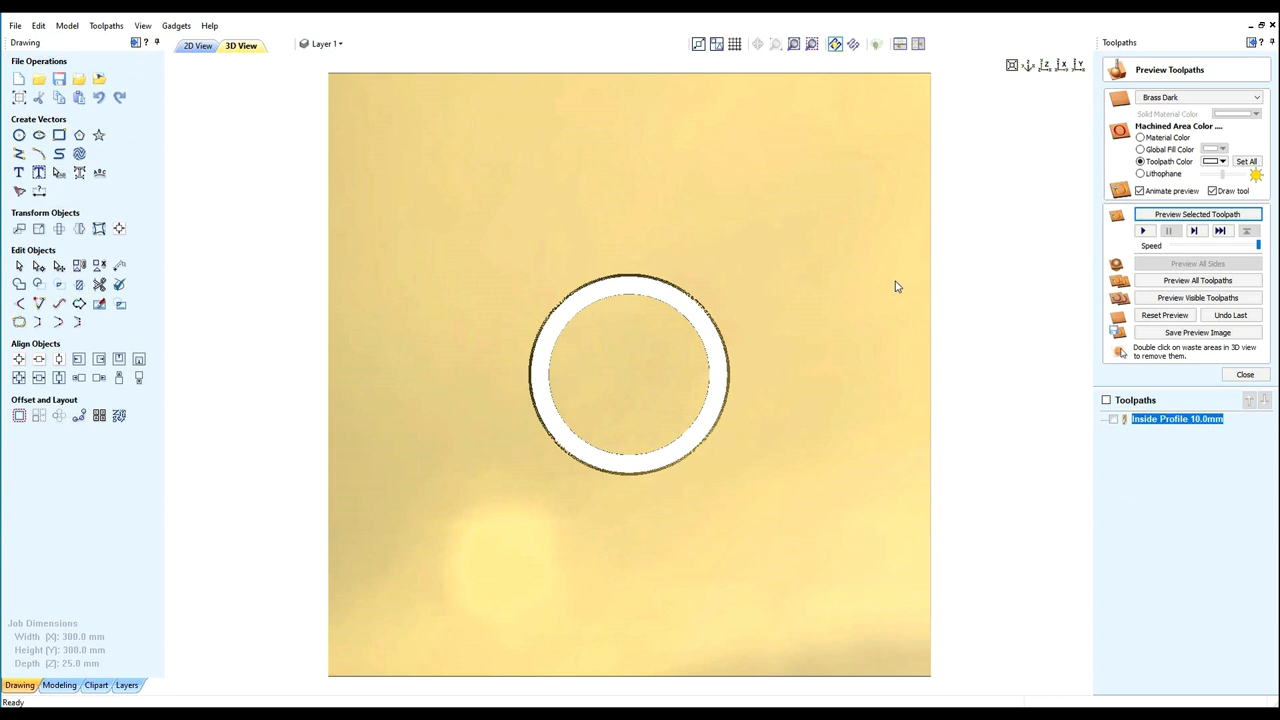 File Edit Model Toolpaths View Gadgets Help
Drawing
2D View 3D View Layer 1
Toolpaths
File Operations
Create Vectors
Transform Objects
Edit Objects
Align Objects
Offset and Layout
Job Dimensions
Width [X]: 300.0 mm
Height [Y]: 300.0 mm
Depth [Z]: 25.0 mm
Drawing Modeling Clipart Layers
Ready
Preview Toolpaths
Brass Dark
Solid Material Color
Machined Area Color ....
Material Color
Global Fill Color
Toolpath Color Set All
Lithophane
Animate preview Draw tool
Preview Selected Toolpath
Speed
Preview All Sides
Preview All Toolpaths
Preview Visible Toolpaths
Reset Preview Undo Last
Save Preview Image
Double click on waste areas in 3D view
to remove them.
Close
Toolpaths
Inside Profile 10.0mm